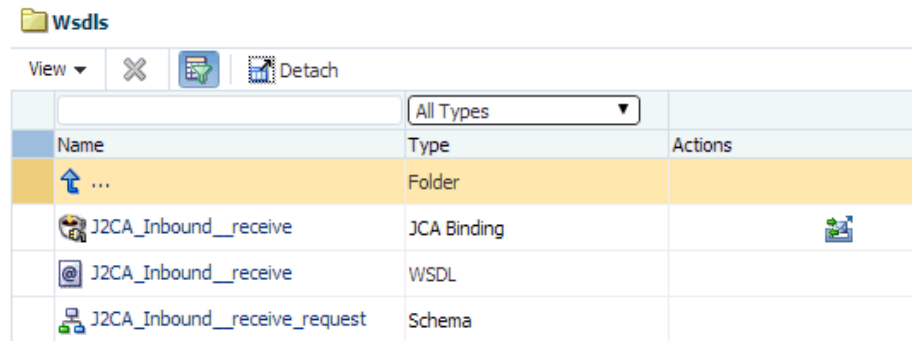 Wsdls
View Detach
All Types
Name Type Actions
... Folder
J2CA_Inbound__receive JCA Binding
@ J2CA_Inbound__receive WSDL
J2CA_Inbound__receive_request Schema